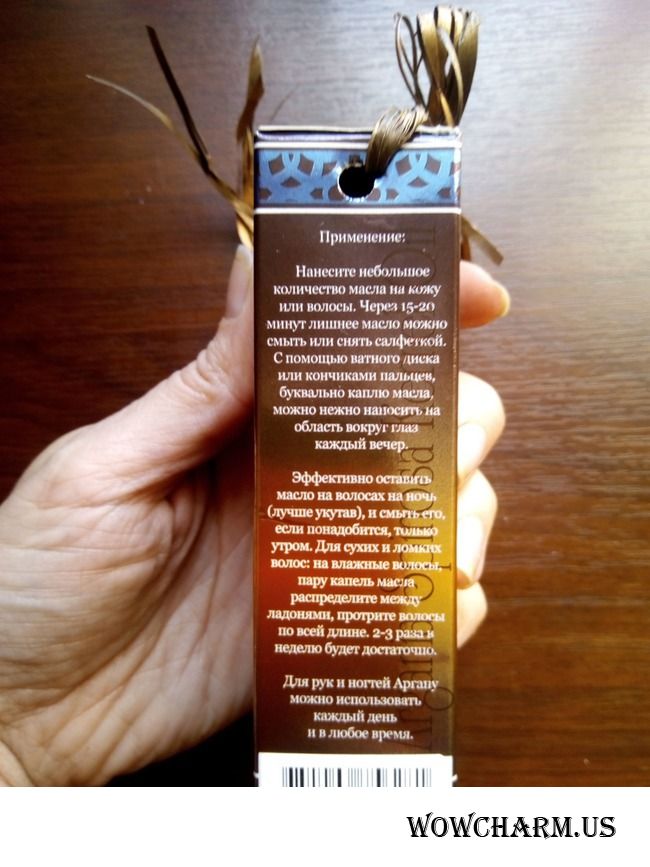 Применение:
Нанесите небольшое
количество масла на кожу
или волосы. Через 15-20
минут лишнее масло можно
смыть или снять салфеткой.
С помощью ватного диска
или кончиками пальцев,
буквально каплю масла,
можно нежно наносить на
область вокруг глаз
каждый вечер.
Эффективно оставить
масло на волосах на ночь
(лучше укутав), и смыть его,
если понадобится, только
утром. Для сухих и ломких
волос: на влажные волосы,
пару капель масла
распределите между
ладонями, протрите волосы
по всей длине. 2-3 раза в
неделю будет достаточно.
Для рук и ногтей Аргану
можно использовать
каждый день
и в любое время.
WOWCHARM.US